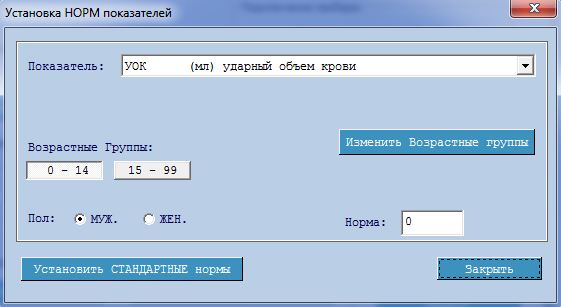 Установка НОРМ показателей
Показатель: УОК (мл) ударный объем крови
Возрастные Группы:
Изменить Возрастные группы
0 - 14 15 - 99
Пол: МУЖ. ЖЕН. Норма: 0
Установить СТАНДАРТНЫЕ нормы Закрыть